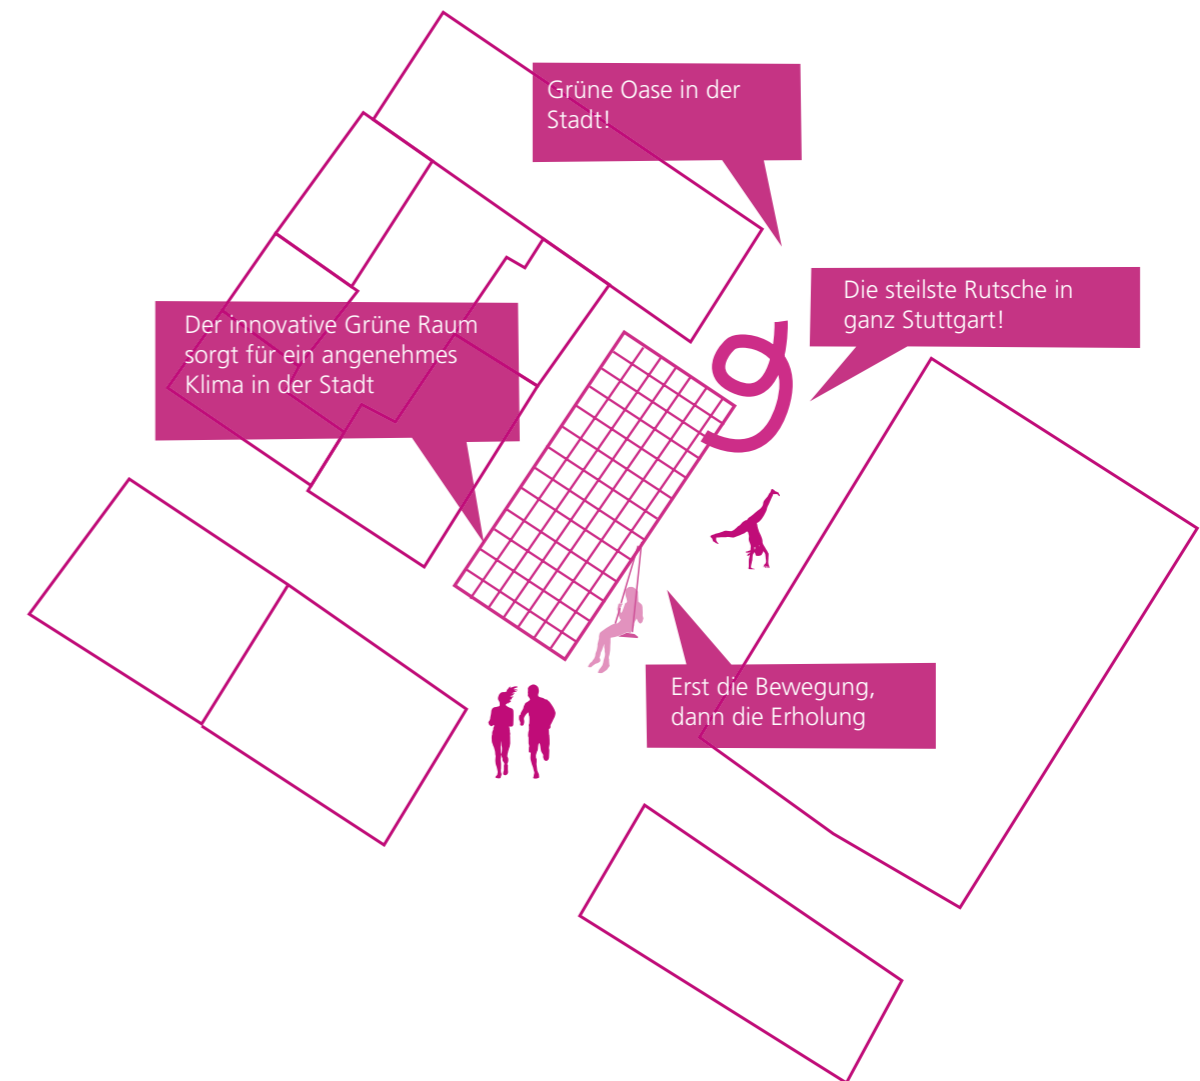 Grüne Oase in der
Stadt!
Die steilste Rutsche in
ganz Stuttgart!
Der innovative Grüne Raum
sorgt für ein angenehmes
Klima in der Stadt
Erst die Bewegung,
dann die Erholung